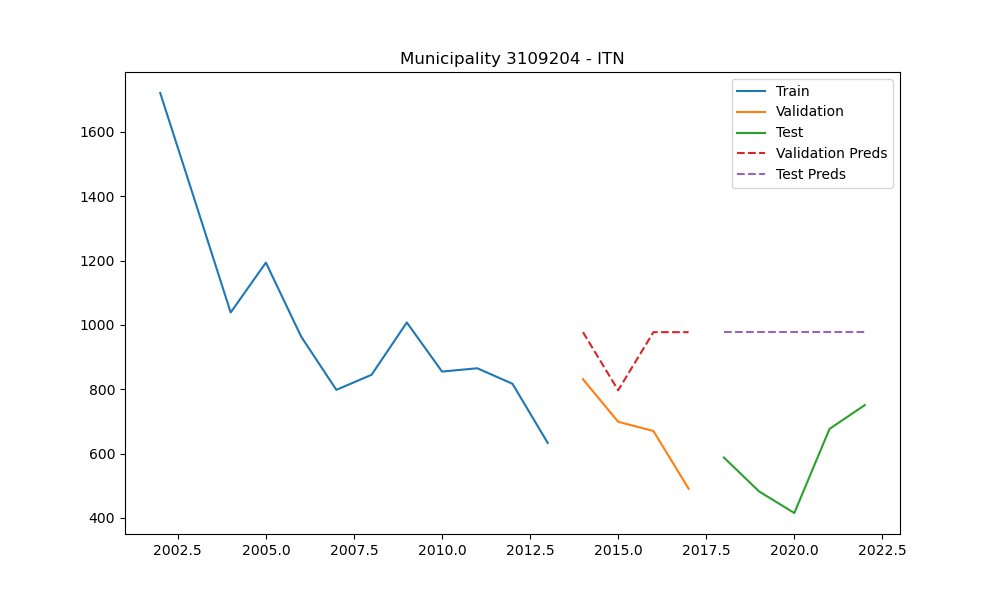 Municipality 3109204 - ITN
Train
Validation
Test
Validation Preds
Test Preds
1600
1400
1200
1000
800
600
400
2002.5 2005.0 2007.5 2010.0 2012.5 2015.0 2017.5 2020.0 2022.5